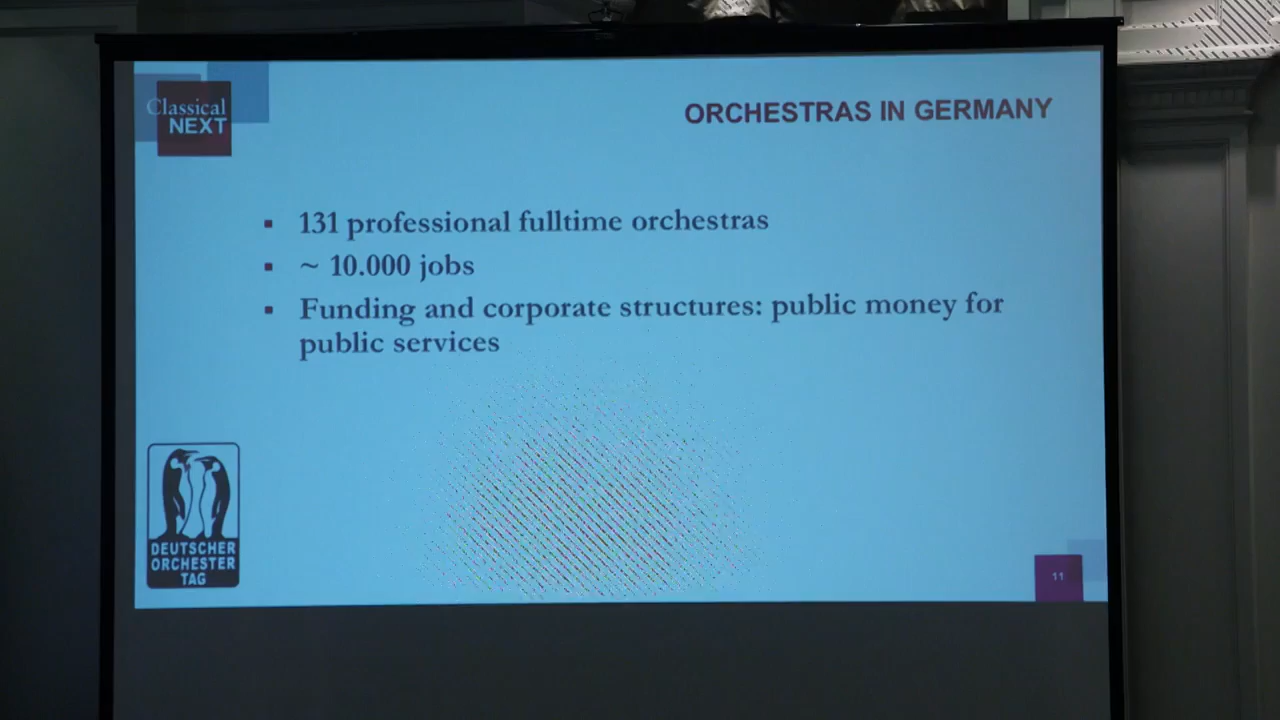 Classical
NEXT
ORCHESTRAS IN GERMANY
▪ 131 professional fulltime orchestras
▪ ~ 10.000 jobs
▪ Funding and corporate structures: public money for
public services
DEUTSCHER
ORCHESTER
TAG
11